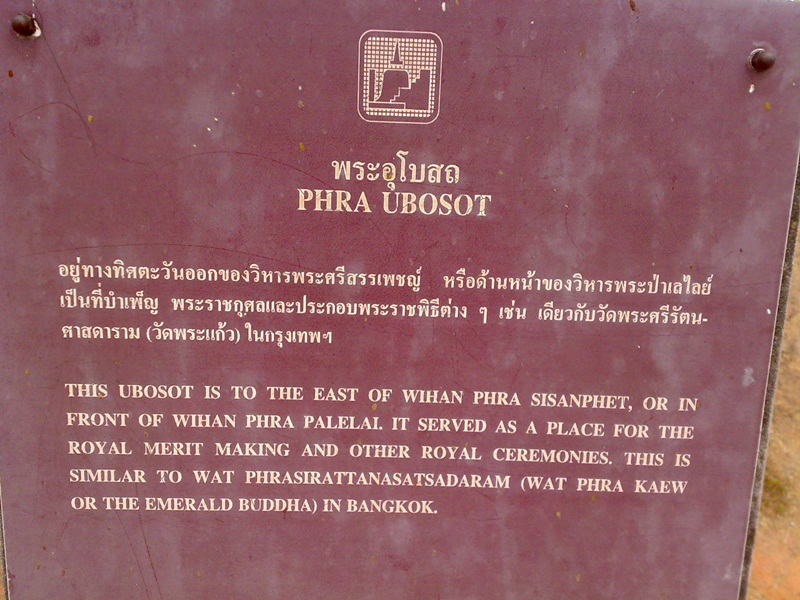 พระอุโบสถ
PHRA UBOSOT
อยู่ทางทิศตะวันออกของวิหารพระศรีสรรเพชญ์ หรือด้านหน้าของวิหารพระป่าเลไลย์
เป็นที่บำเพ็ญ พระราชกุศลและประกอบพระราชพิธีต่าง ๆ เช่น เดียวกับวัดพระศรีรัตน-
ศาสดาราม (วัดพระแก้ว) ในกรุงเทพฯ
THIS UBOSOT IS TO THE EAST OF WIHAN PHRA SISANPHET, OR IN
FRONT OF WIHAN PHRA PALELAI. IT SERVED AS A PLACE FOR THE
ROYAL MERIT MAKING AND OTHER ROYAL CEREMONIES. THIS IS
SIMILAR TO WAT PHRASIRATTANASATSADARAM (WAT PHRA KAEW
OR THE EMERALD BUDDHA) IN BANGKOK.